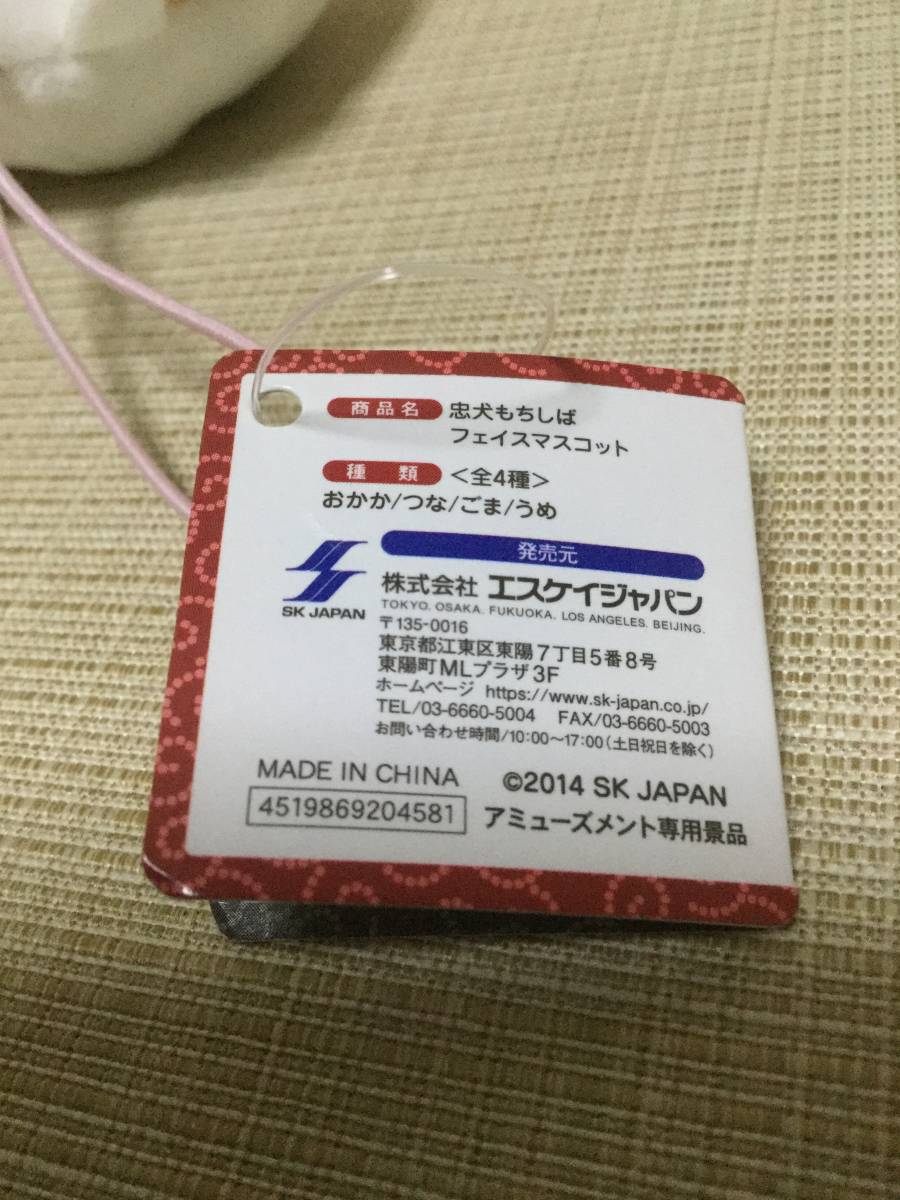 商品名 忠犬もちしば
フェイスマスコット
種類 <全4種>
おかか/つな/ごま/うめ
発売元
SK JAPAN
株式会社 エスケイジャパン
TOKYO. OSAKA. FUKUOKA. LOS ANGELES. BEIJING.
〒135-0016
東京都江東区東陽7丁目5番8号
東陽町MLプラザ3F
ホームページ https://www.sk-japan.co.jp/
TEL/03-6660-5004 FAX/03-6660-5003
お問い合わせ時間/10:00～17:00(土日祝日を除く)
MADE IN CHINA
©2014 SK JAPAN
4519869204581
アミューズメント専用景品